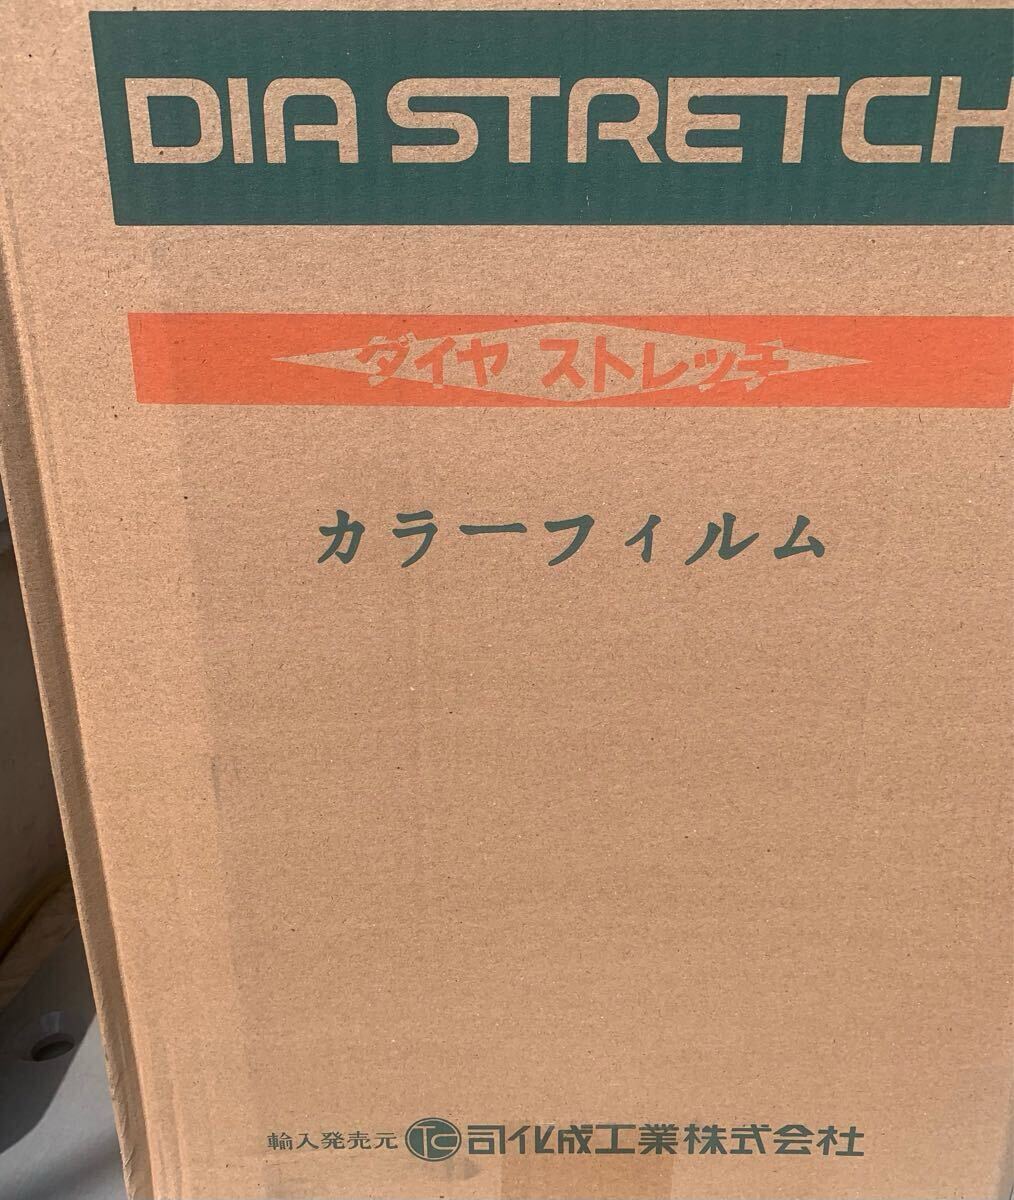 DIA STRETCH
ダイヤ ストレッチ
カラーフィルム
輸入発売元 TC 司化成工業株式会社